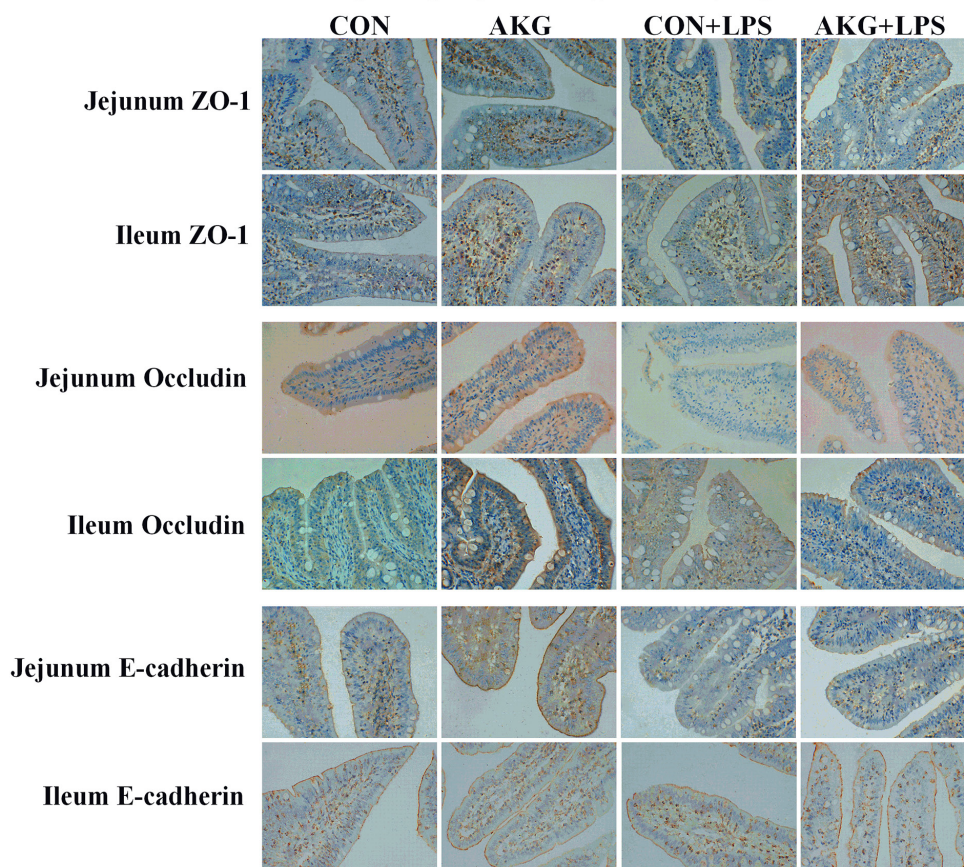 CON AKG CON+LPS AKG+LPS
Jejunum ZO-1
Ileum ZO-1
Jejunum Occludin
Ileum Occludin
Jejunum E-cadherin
Ileum E-cadherin